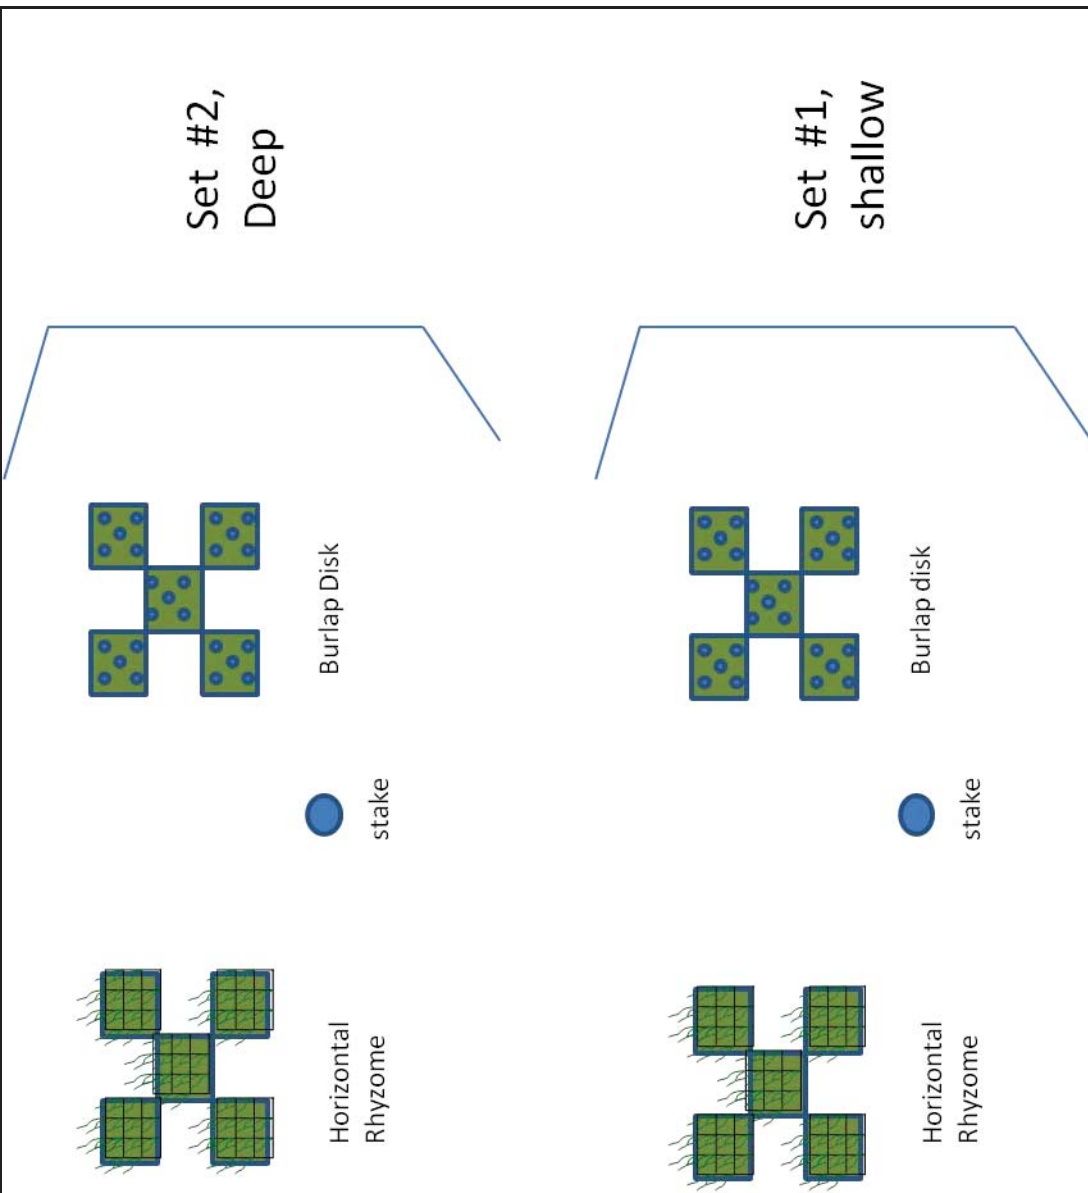 Set #2,
Deep
Horizontal
Rhyzome
stake
Burlap Disk
Set #1,
shallow
Horizontal
Rhyzome
stake
Burlap disk